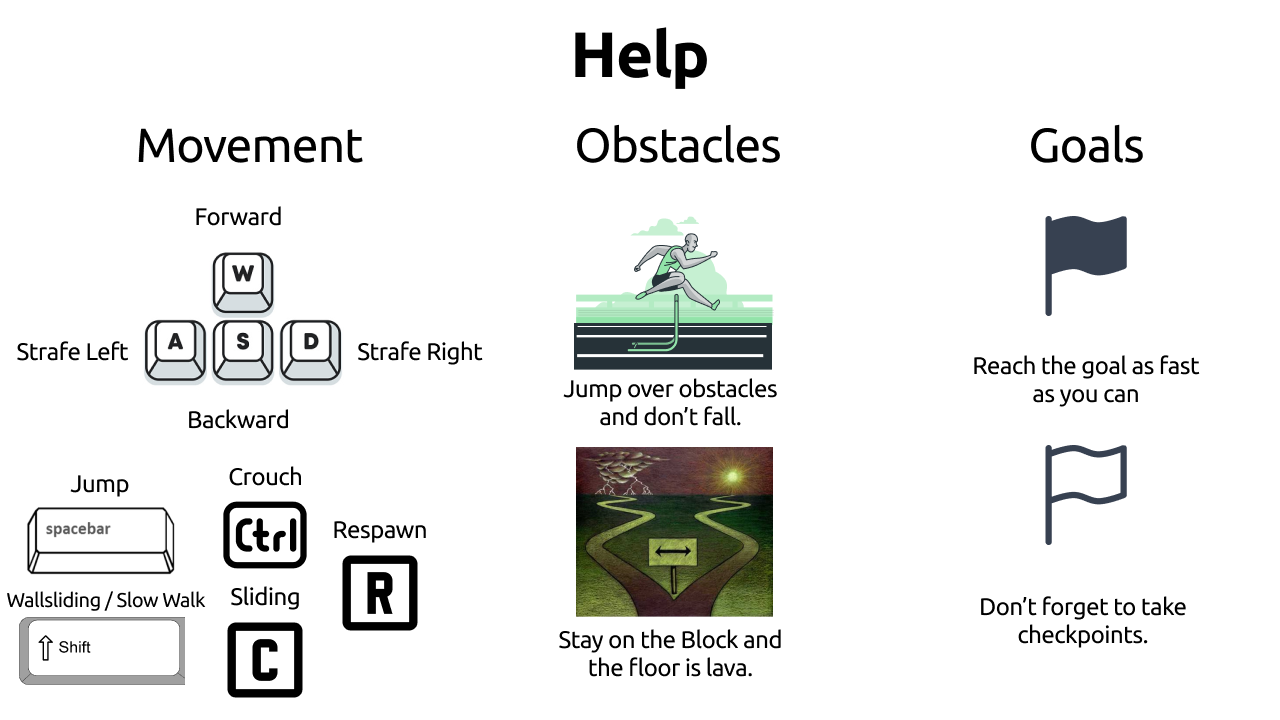 Help
Movement
Forward
W
Strafe Left
A
S
D
Strafe Right
Backward
Jump
spacebar
Crouch
Ctrl
Respawn
R
Wallsliding / Slow Walk
Shift
Sliding
C
Obstacles
Jump over obstacles
and don't fall.
Stay on the Block and
the floor is lava.
Goals
Reach the goal as fast
as you can
Don't forget to take
checkpoints.